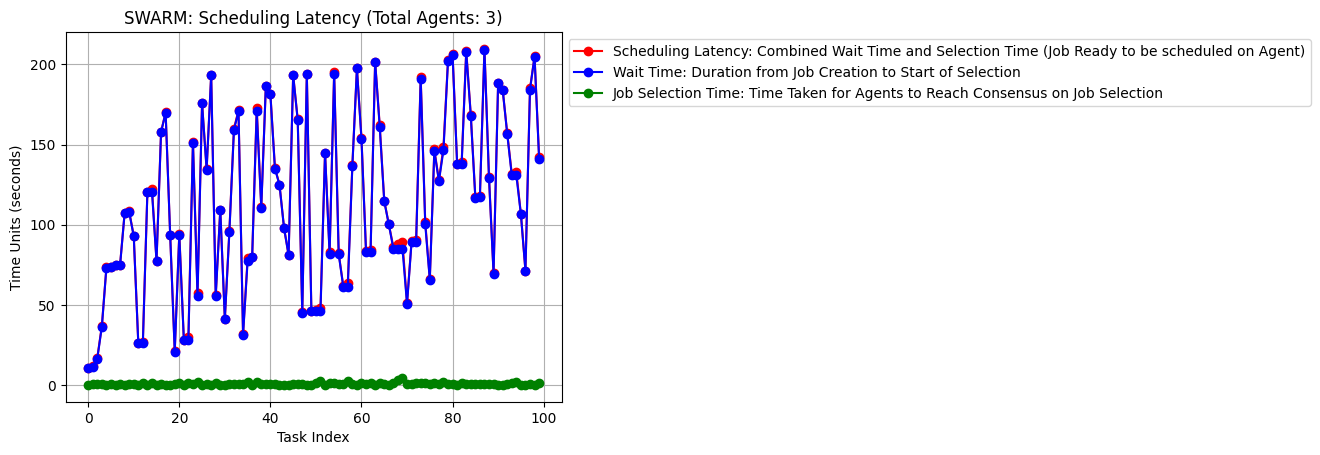 SWARM: Scheduling Latency (Total Agents: 3)
Scheduling Latency: Combined Wait Time and Selection Time (Job Ready to be scheduled on Agent)
Wait Time: Duration from Job Creation to Start of Selection
Job Selection Time: Time Taken for Agents to Reach Consensus on Job Selection
Time Units (seconds)
200
150
100
50
0
0 20 40 60 80 100
Task Index